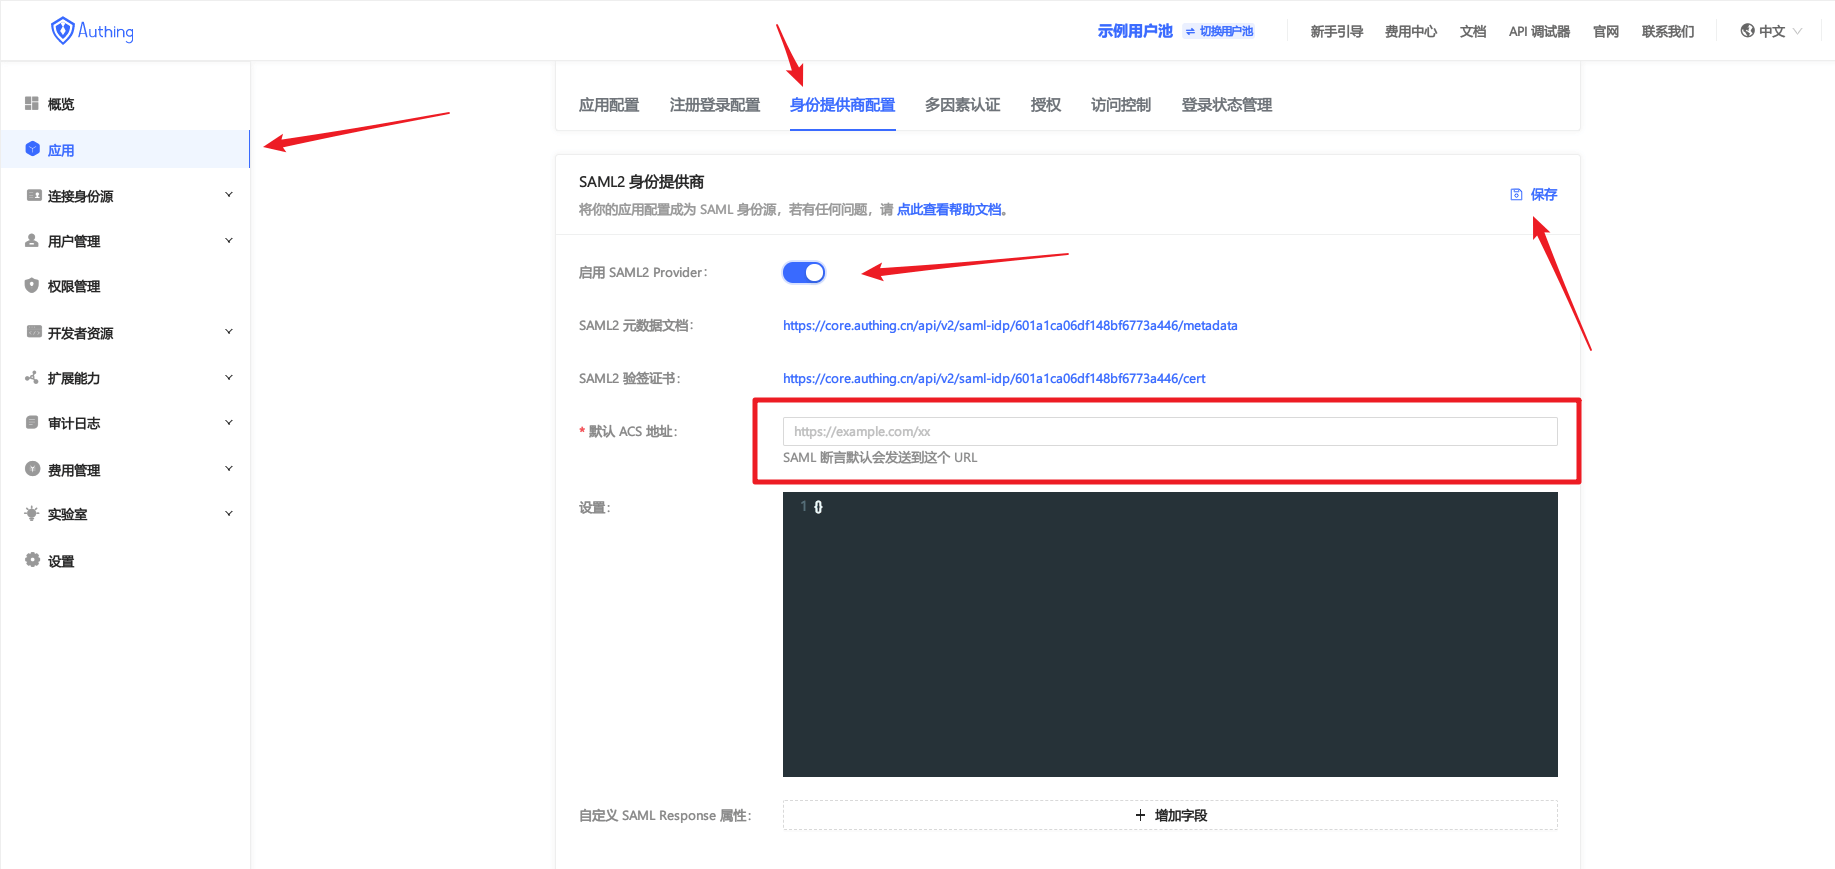 Authing
示例用户池 切换用户池 新手引导 费用中心 文档 API 调试器 官网 联系我们 中文
概览
应用
连接身份源
用户管理
权限管理
开发者资源
扩展能力
审计日志
费用管理
实验室
设置
应用配置 注册登录配置 身份提供商配置 多因素认证 授权 访问控制 登录状态管理
SAML2 身份提供商
将你的应用配置成为 SAML 身份源，若有任何问题，请 点此查看帮助文档。
保存
启用 SAML2 Provider：
SAML2 元数据文档： https://core.authing.cn/api/v2/saml-idp/601a1ca06df148bf6773a446/metadata
SAML2 验签证书： https://core.authing.cn/api/v2/saml-idp/601a1ca06df148bf6773a446/cert
* 默认 ACS 地址： https://example.com/xx
SAML 断言默认会发送到这个 URL
设置： 1 {}
自定义 SAML Response 属性： + 增加字段